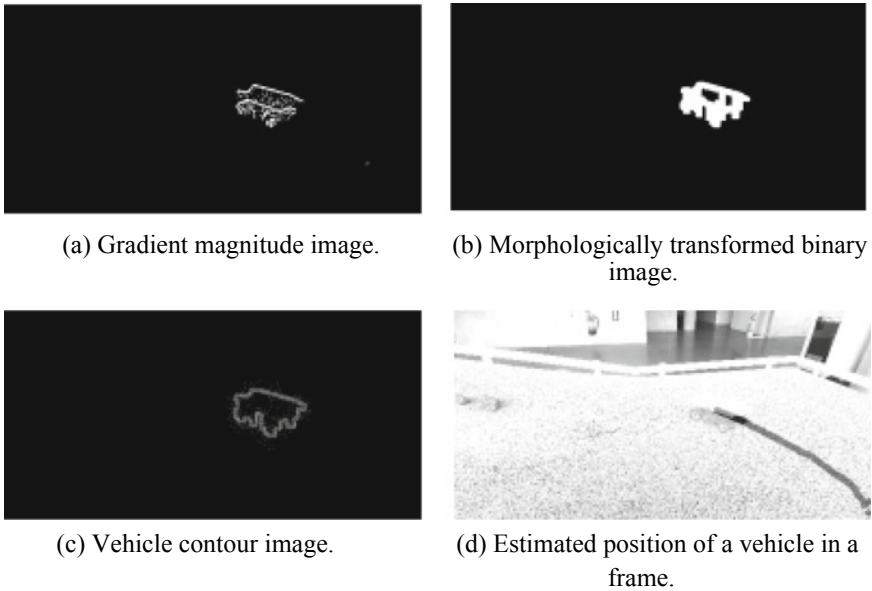 (a) Gradient magnitude image.
(b) Morphologically transformed binary
image.
(c) Vehicle contour image.
(d) Estimated position of a vehicle in a
frame.